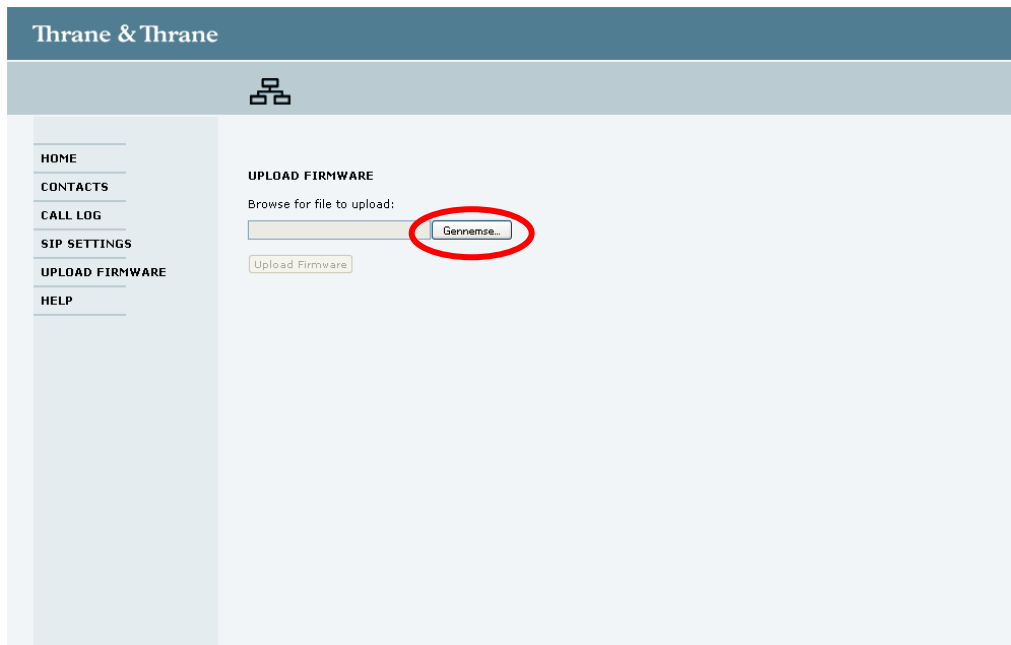 Thrane & Thrane
HOME
CONTACTS
CALL LOG
SIP SETTINGS
UPLOAD FIRMWARE
HELP
UPLOAD FIRMWARE
Browse for file to upload:
Gennemse...
Upload Firmware